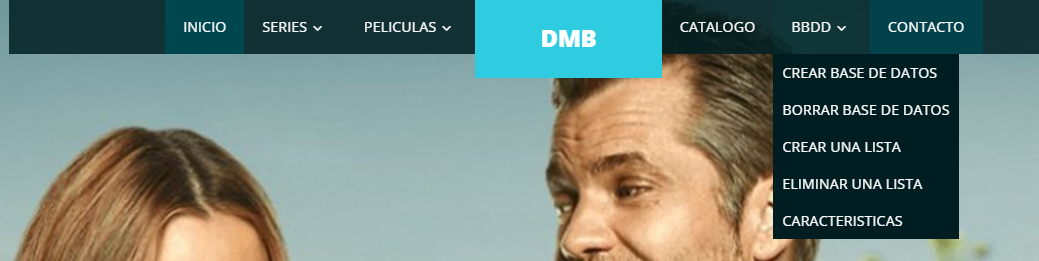 INICIO SERIES PELICULAS DMB CATALOGO BBDD CONTACTO
CREAR BASE DE DATOS
BORRAR BASE DE DATOS
CREAR UNA LISTA
ELIMINAR UNA LISTA
CARACTERISTICAS